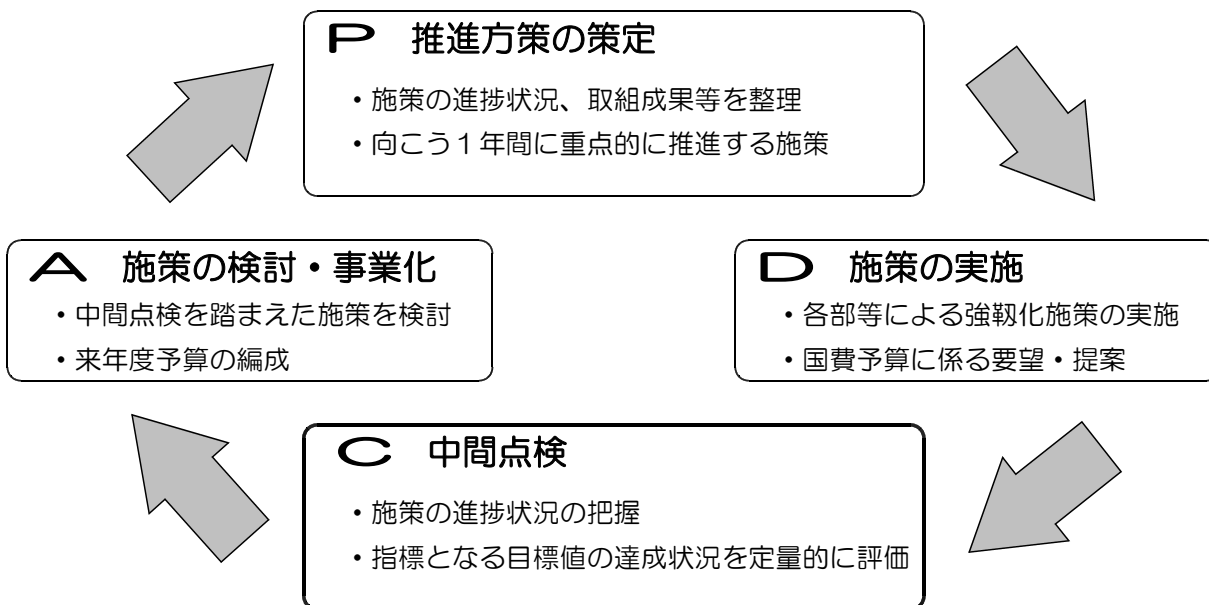 P 推進方策の策定
・施策の進捗状況、取組成果等を整理
・向こう１年間に重点的に推進する施策
A 施策の検討・事業化
・中間点検を踏まえた施策を検討
・来年度予算の編成
D 施策の実施
・各部等による強靱化施策の実施
・国費予算に係る要望・提案
C 中間点検
・施策の進捗状況の把握
・指標となる目標値の達成状況を定量的に評価